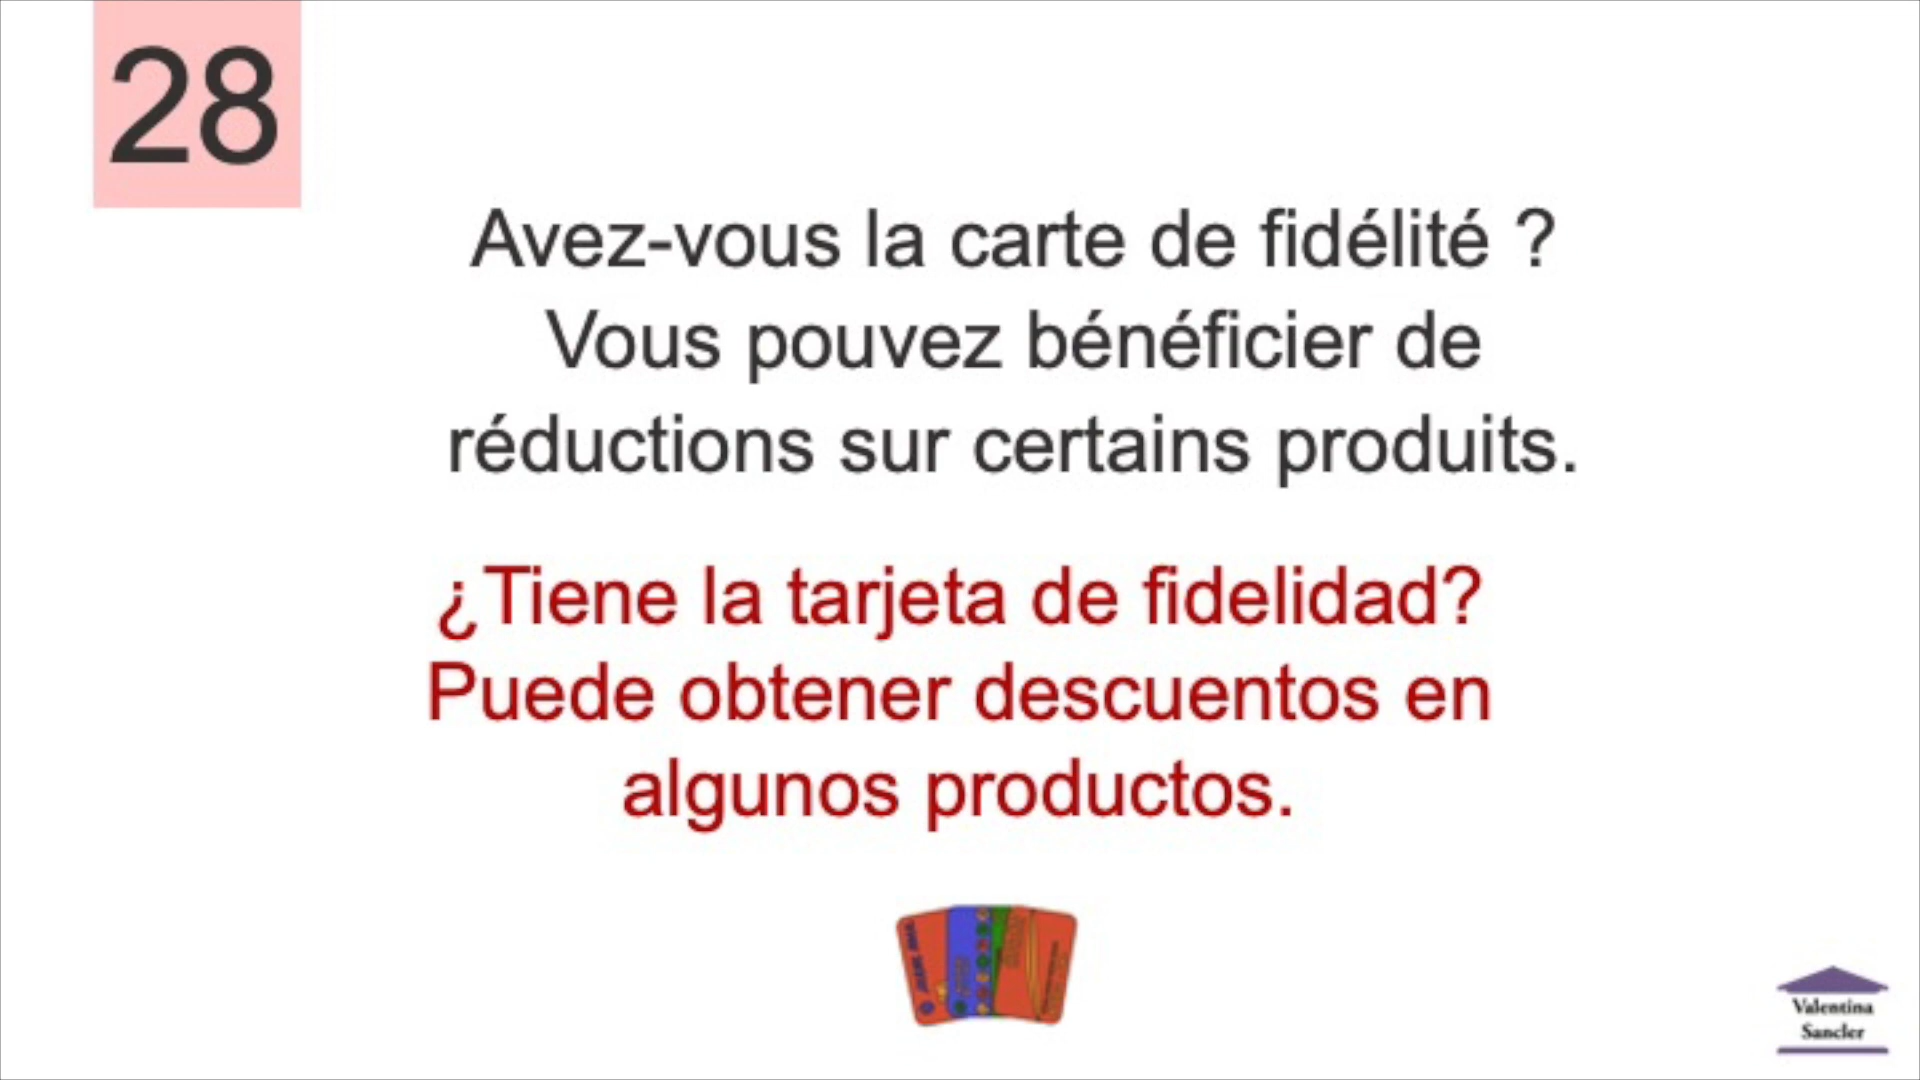 28
Avez-vous la carte de fidélité ?
Vous pouvez bénéficier de
réductions sur certains produits.
¿Tiene la tarjeta de fidelidad?
Puede obtener descuentos en
algunos productos.
Valentina
Sancler